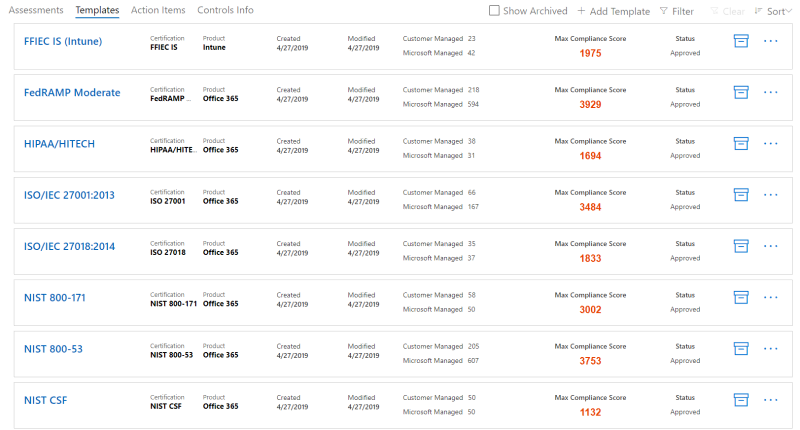 Assessments Templates Action Items Controls Info Show Archived + Add Template Filter Clear Sort
FFIEC IS (Intune) Certification Product Created Modified Customer Managed 23 Max Compliance Score Status
FFIEC IS Intune 4/27/2019 4/27/2019 Microsoft Managed 42 1975 Approved
FedRAMP Moderate Certification Product Created Modified Customer Managed 218 Max Compliance Score Status
FedRAMP ... Office 365 4/27/2019 4/27/2019 Microsoft Managed 594 3929 Approved
HIPAA/HITECH Certification Product Created Modified Customer Managed 38 Max Compliance Score Status
HIPAA/HITE... Office 365 4/27/2019 4/27/2019 Microsoft Managed 31 1694 Approved
ISO/IEC 27001:2013 Certification Product Created Modified Customer Managed 66 Max Compliance Score Status
ISO 27001 Office 365 4/27/2019 4/27/2019 Microsoft Managed 167 3484 Approved
ISO/IEC 27018:2014 Certification Product Created Modified Customer Managed 35 Max Compliance Score Status
ISO 27018 Office 365 4/27/2019 4/27/2019 Microsoft Managed 37 1833 Approved
NIST 800-171 Certification Product Created Modified Customer Managed 58 Max Compliance Score Status
NIST 800-171 Office 365 4/27/2019 4/27/2019 Microsoft Managed 50 3002 Approved
NIST 800-53 Certification Product Created Modified Customer Managed 205 Max Compliance Score Status
NIST 800-53 Office 365 4/27/2019 4/27/2019 Microsoft Managed 607 3753 Approved
NIST CSF Certification Product Created Modified Customer Managed 50 Max Compliance Score Status
NIST CSF Office 365 4/27/2019 4/27/2019 Microsoft Managed 50 1132 Approved